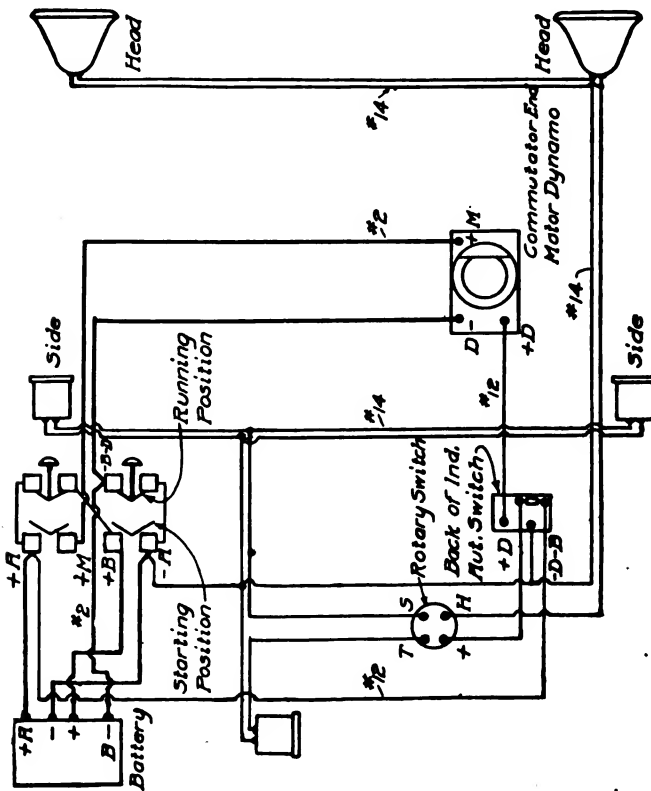 Head
Head
#14
Commutator End
Motor Dynamo
#14
#2
+M.
D-
+D
#12
Side
Side
Running
Position
-B-D
#14
+A
+M
+B
-A
#2
Starting
Position
Rotary Switch
S
H
T
+
Back of Ind.
Aut. Switch
+D
-D-B
#12
+A
-
+
B-
Battery